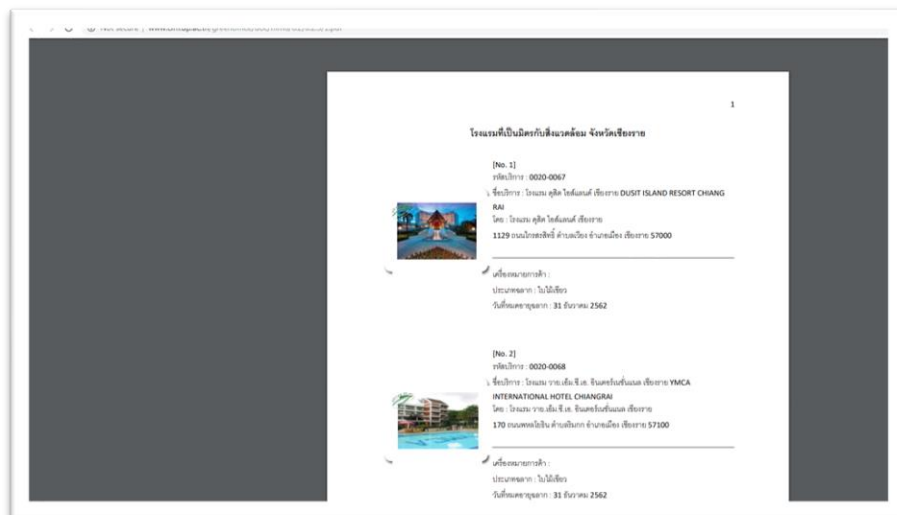 Not secure
1
โรงแรมที่เป็นมิตรกับสิ่งแวดล้อม จังหวัดเชียงราย
[No. 1]
รหัสบริการ : 0020-0067
ชื่อบริการ : โรงแรม ดุสิต ไอส์แลนด์ เชียงราย DUSIT ISLAND RESORT CHIANG
RAI
โดย : โรงแรม ดุสิต ไอส์แลนด์ เชียงราย
1129 ถนนไกรสรสิทธิ์ ตำบลเวียง อำเภอเมือง เชียงราย 57000
เครื่องหมายการค้า :
ประเภทฉลาก : ใบไม้เขียว
วันที่หมดอายุฉลาก : 31 ธันวาคม 2562
[No. 2]
รหัสบริการ : 0020-0068
ชื่อบริการ : โรงแรม วาย.เอ็ม.ซี.เอ. อินเตอร์เนชั่นแนล เชียงราย YMCA
INTERNATIONAL HOTEL CHIANGRAI
โดย : โรงแรม วาย.เอ็ม.ซี.เอ. อินเตอร์เนชั่นแนล เชียงราย
170 ถนนพหลโยธิน ตำบลริมกก อำเภอเมือง เชียงราย 57100
เครื่องหมายการค้า :
ประเภทฉลาก : ใบไม้เขียว
วันที่หมดอายุฉลาก : 31 ธันวาคม 2562